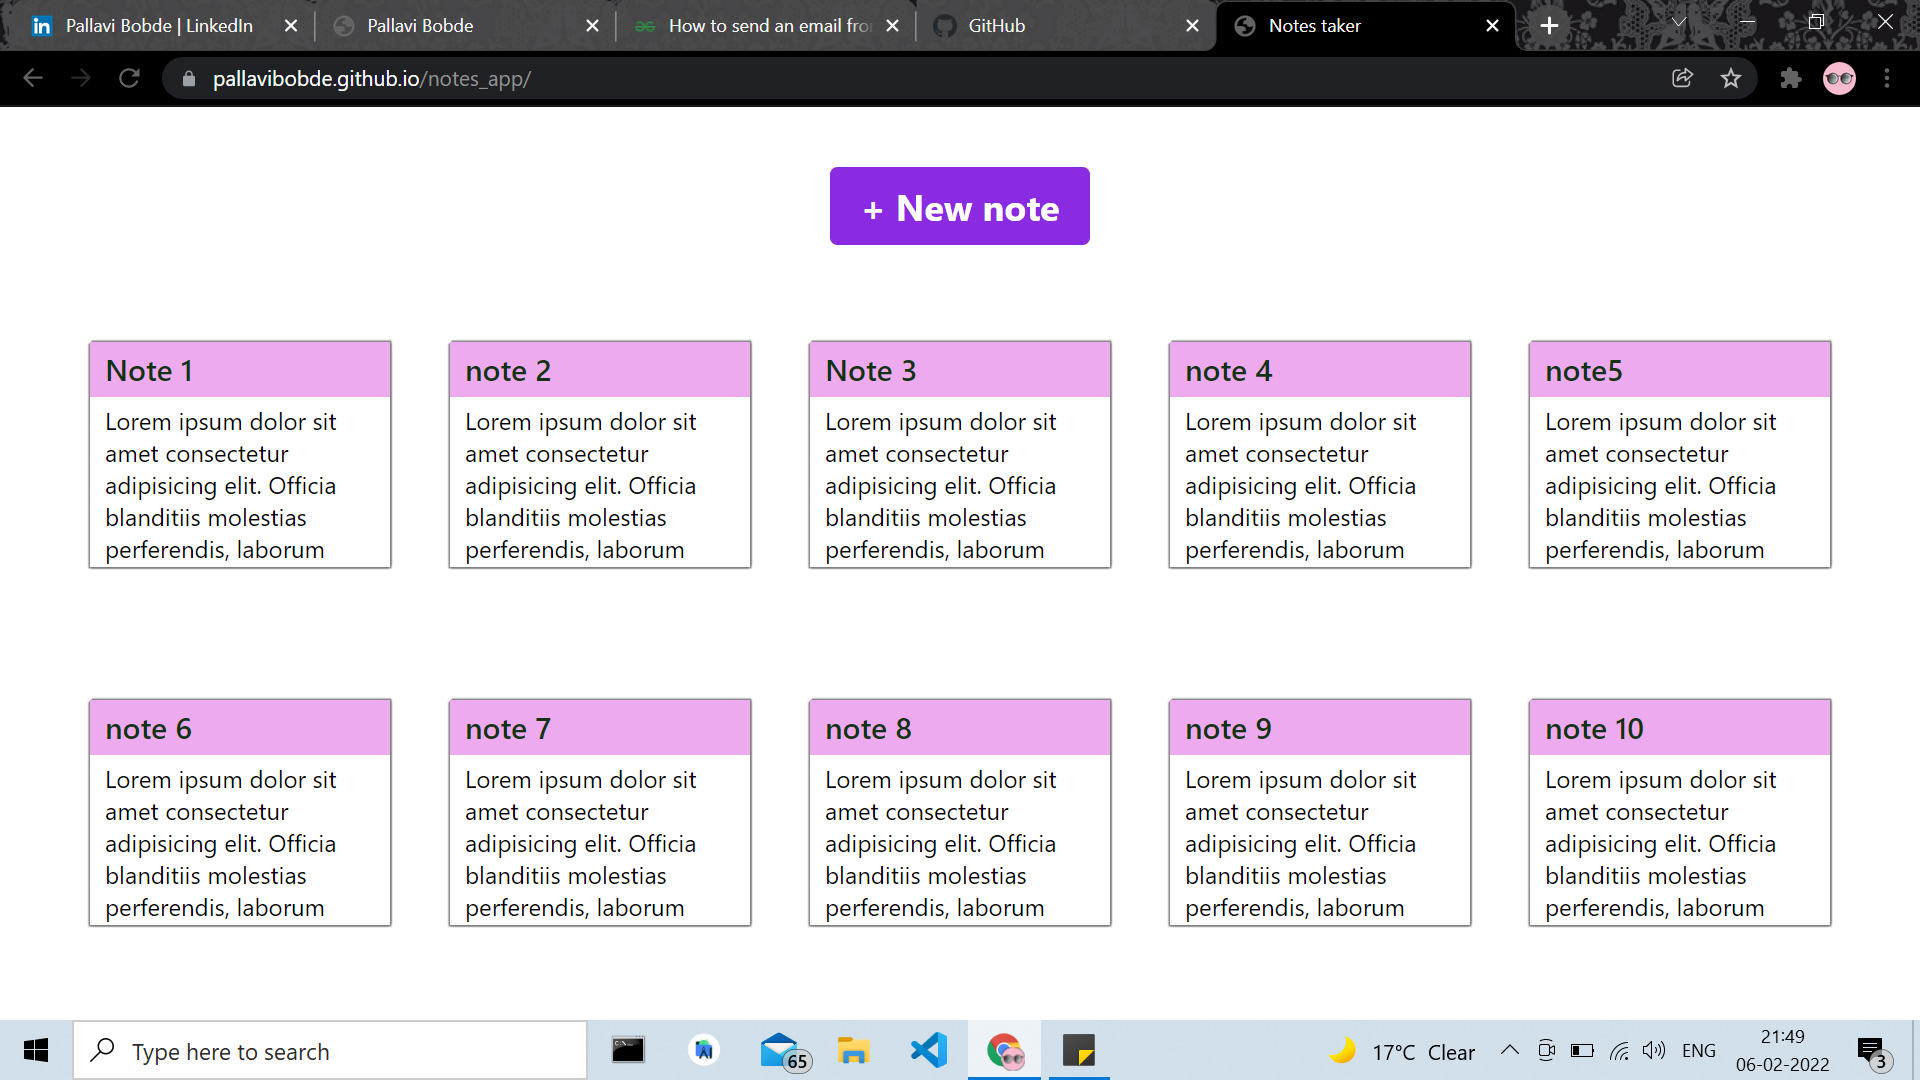 Pallavi Bobde | LinkedIn
Pallavi Bobde
How to send an email fro
GitHub
Notes taker
pallavibobde.github.io/notes_app/
+ New note
Note 1
Lorem ipsum dolor sit
amet consectetur
adipisicing elit. Officia
blanditiis molestias
perferendis, laborum
note 2
Lorem ipsum dolor sit
amet consectetur
adipisicing elit. Officia
blanditiis molestias
perferendis, laborum
Note 3
Lorem ipsum dolor sit
amet consectetur
adipisicing elit. Officia
blanditiis molestias
perferendis, laborum
note 4
Lorem ipsum dolor sit
amet consectetur
adipisicing elit. Officia
blanditiis molestias
perferendis, laborum
note5
Lorem ipsum dolor sit
amet consectetur
adipisicing elit. Officia
blanditiis molestias
perferendis, laborum
note 6
Lorem ipsum dolor sit
amet consectetur
adipisicing elit. Officia
blanditiis molestias
perferendis, laborum
note 7
Lorem ipsum dolor sit
amet consectetur
adipisicing elit. Officia
blanditiis molestias
perferendis, laborum
note 8
Lorem ipsum dolor sit
amet consectetur
adipisicing elit. Officia
blanditiis molestias
perferendis, laborum
note 9
Lorem ipsum dolor sit
amet consectetur
adipisicing elit. Officia
blanditiis molestias
perferendis, laborum
note 10
Lorem ipsum dolor sit
amet consectetur
adipisicing elit. Officia
blanditiis molestias
perferendis, laborum
Type here to search
65
17°C Clear
ENG
21:49
06-02-2022
3